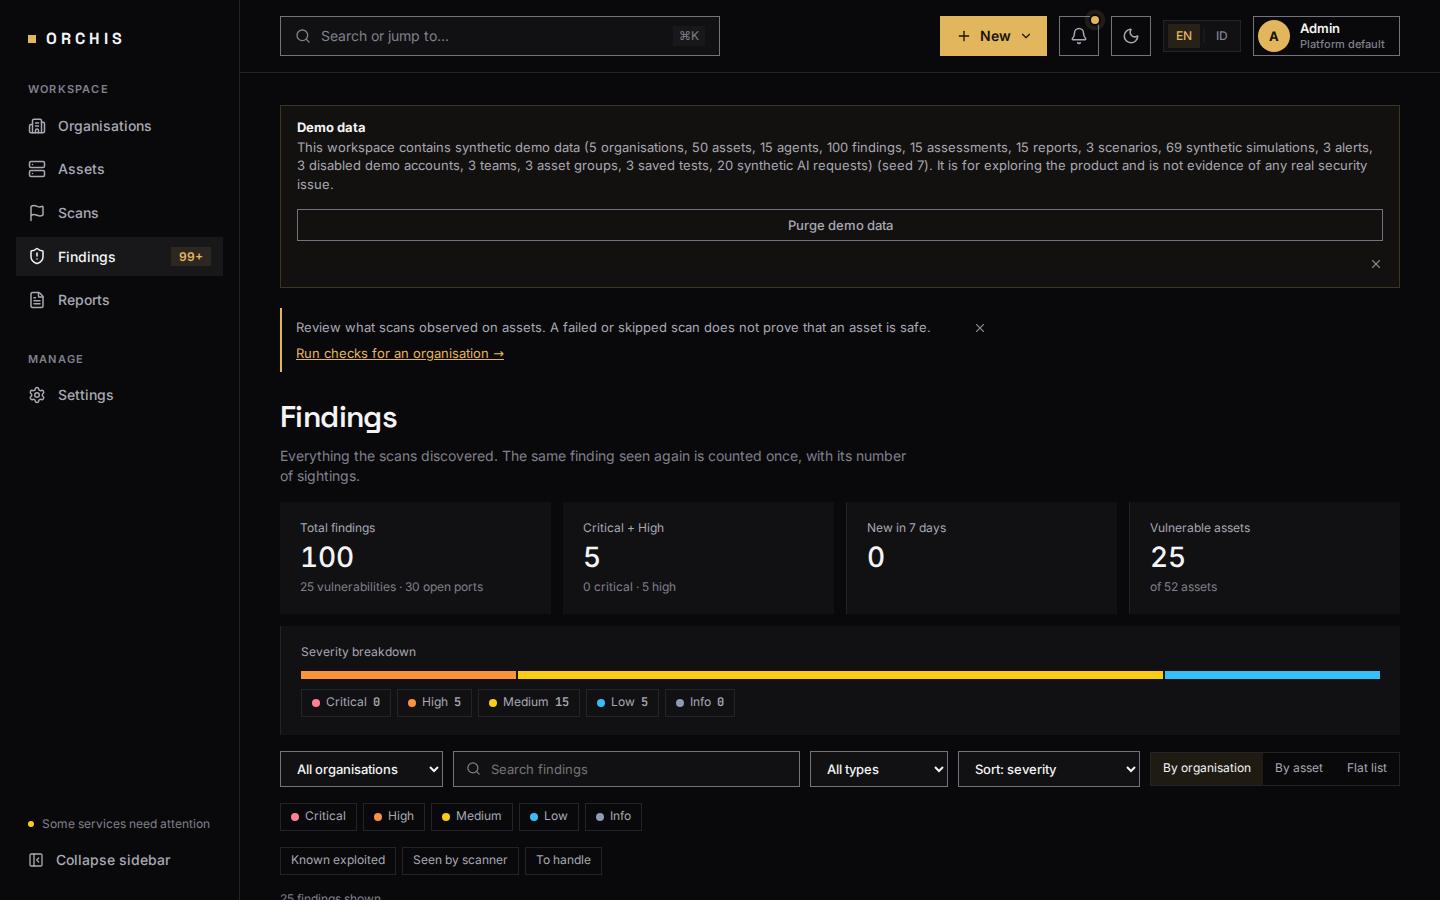 ORCHIS
Search or jump to...
⌘K
New
EN
ID
A
Admin
Platform default
WORKSPACE
Organisations
Assets
Scans
Findings
99+
Reports
MANAGE
Settings
Some services need attention
Collapse sidebar
Demo data
This workspace contains synthetic demo data (5 organisations, 50 assets, 15 agents, 100 findings, 15 assessments, 15 reports, 3 scenarios, 69 synthetic simulations, 3 alerts,
3 disabled demo accounts, 3 teams, 3 asset groups, 3 saved tests, 20 synthetic AI requests) (seed 7). It is for exploring the product and is not evidence of any real security
issue.
Purge demo data
Review what scans observed on assets. A failed or skipped scan does not prove that an asset is safe.
Run checks for an organisation →
Findings
Everything the scans discovered. The same finding seen again is counted once, with its number
of sightings.
Total findings
100
25 vulnerabilities · 30 open ports
Critical + High
5
0 critical · 5 high
New in 7 days
0
Vulnerable assets
25
of 52 assets
Severity breakdown
Critical 0
High 5
Medium 15
Low 5
Info 0
All organisations
Search findings
All types
Sort: severity
By organisation
By asset
Flat list
Critical
High
Medium
Low
Info
Known exploited
Seen by scanner
To handle
25 findings shown